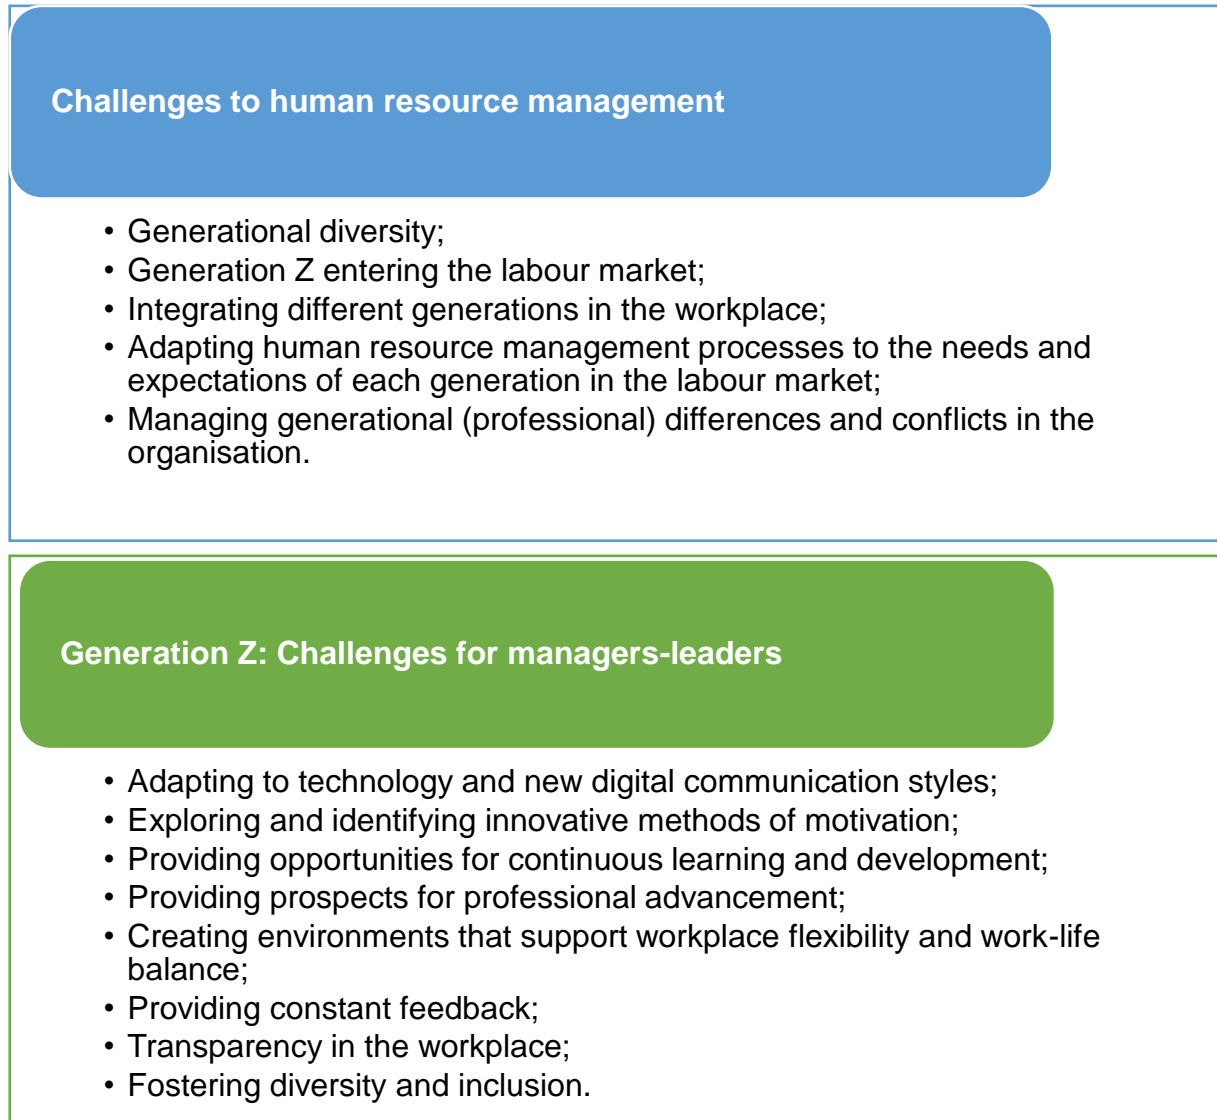 Challenges to human resource management
• Generational diversity;
• Generation Z entering the labour market;
• Integrating different generations in the workplace;
• Adapting human resource management processes to the needs and
expectations of each generation in the labour market;
• Managing generational (professional) differences and conflicts in the
organisation.
Generation Z: Challenges for managers-leaders
• Adapting to technology and new digital communication styles;
• Exploring and identifying innovative methods of motivation;
• Providing opportunities for continuous learning and development;
• Providing prospects for professional advancement;
• Creating environments that support workplace flexibility and work-life
balance;
• Providing constant feedback;
• Transparency in the workplace;
• Fostering diversity and inclusion.